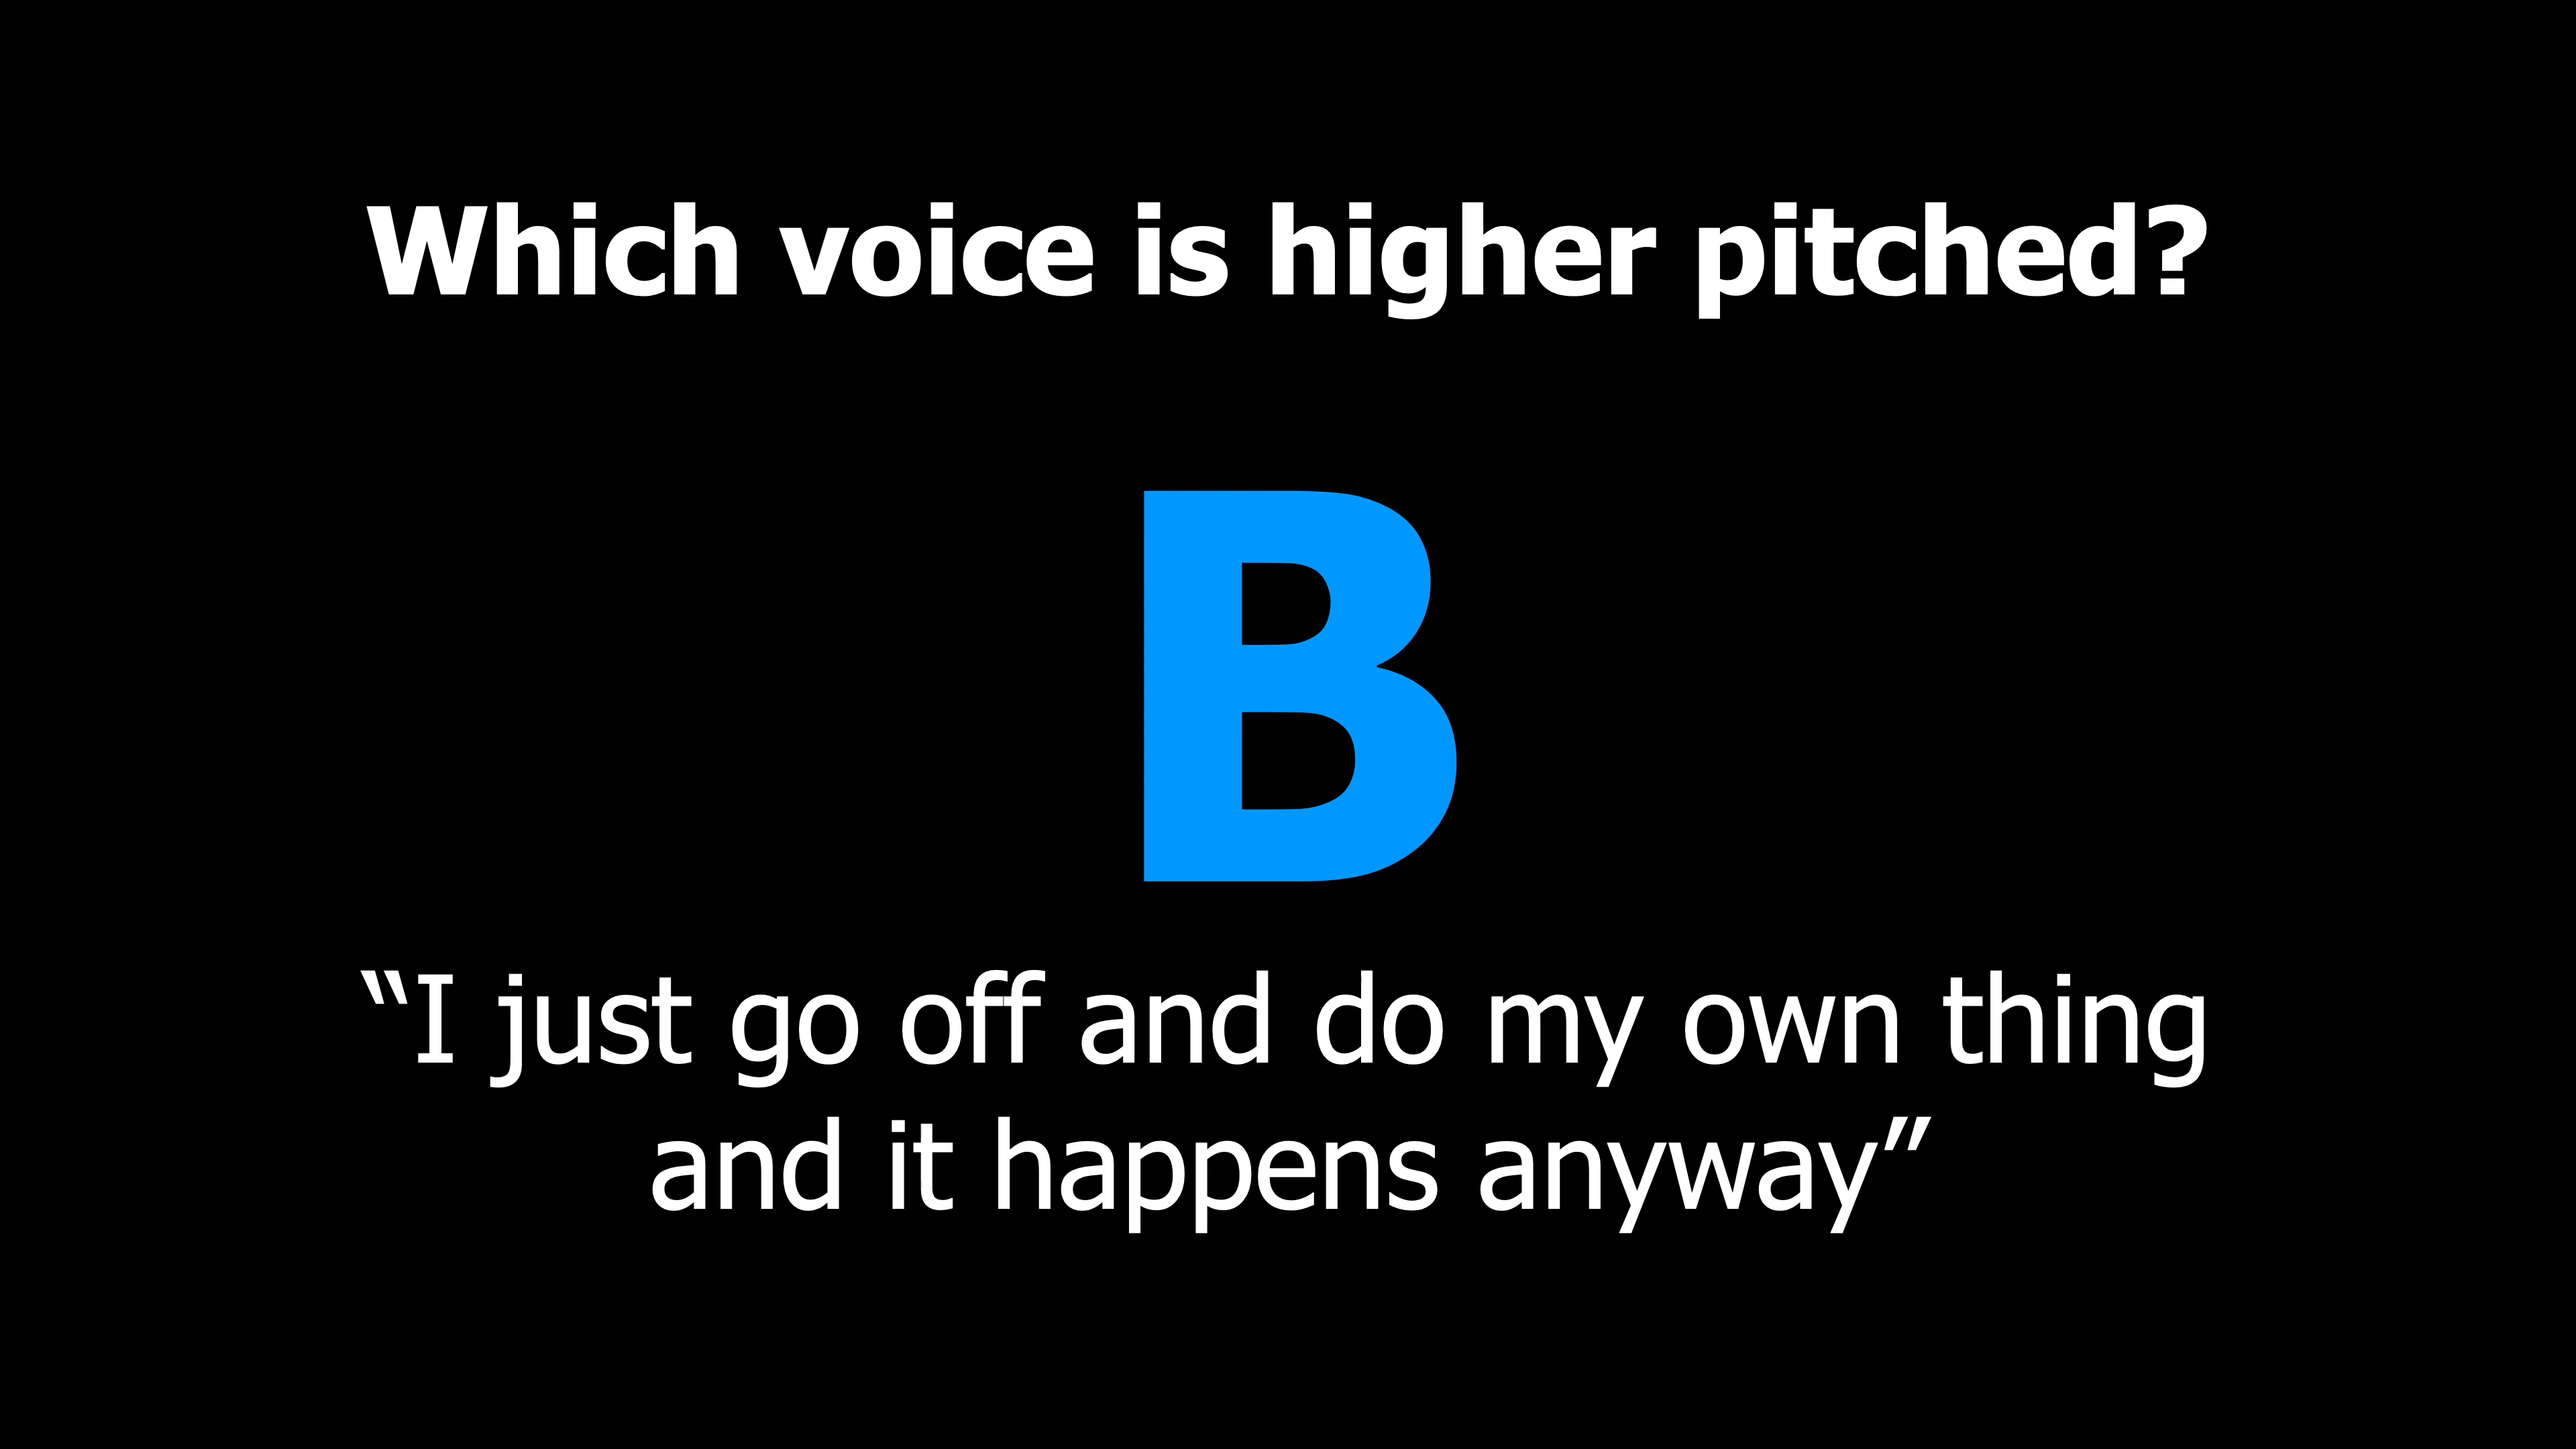 Which voice is higher pitched?
B
“I just go off and do my own thing
and it happens anyway”